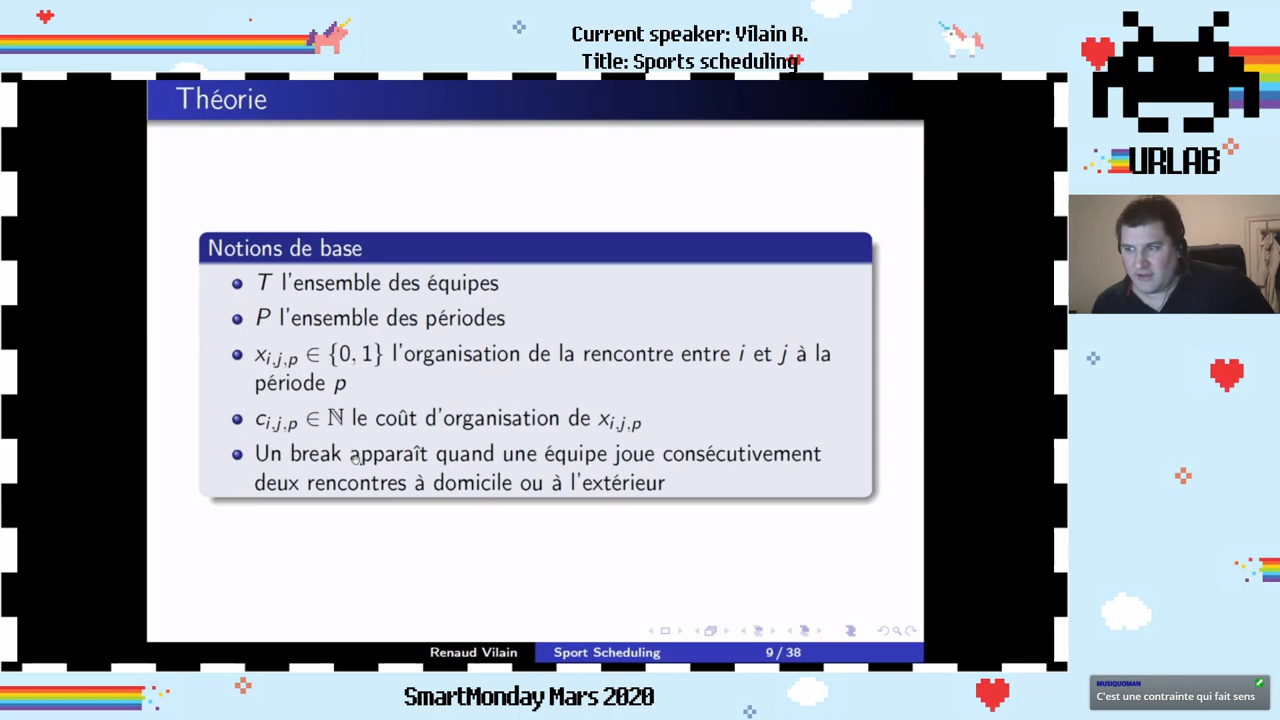 Current speaker: Vilain R.
Title: Sports scheduling
URLAB
Théorie
Notions de base
T l'ensemble des équipes
P l'ensemble des périodes
x_{i,j,p} ∈ {0, 1} l'organisation de la rencontre entre i et j à la
période p
c_{i,j,p} ∈ ℕ le coût d'organisation de x_{i,j,p}
Un break apparaît quand une équipe joue consécutivement
deux rencontres à domicile ou à l'extérieur
Renaud Vilain Sport Scheduling 9 / 38
SmartMonday Mars 2020
MUSIQUOMAN
C'est une contrainte qui fait sens